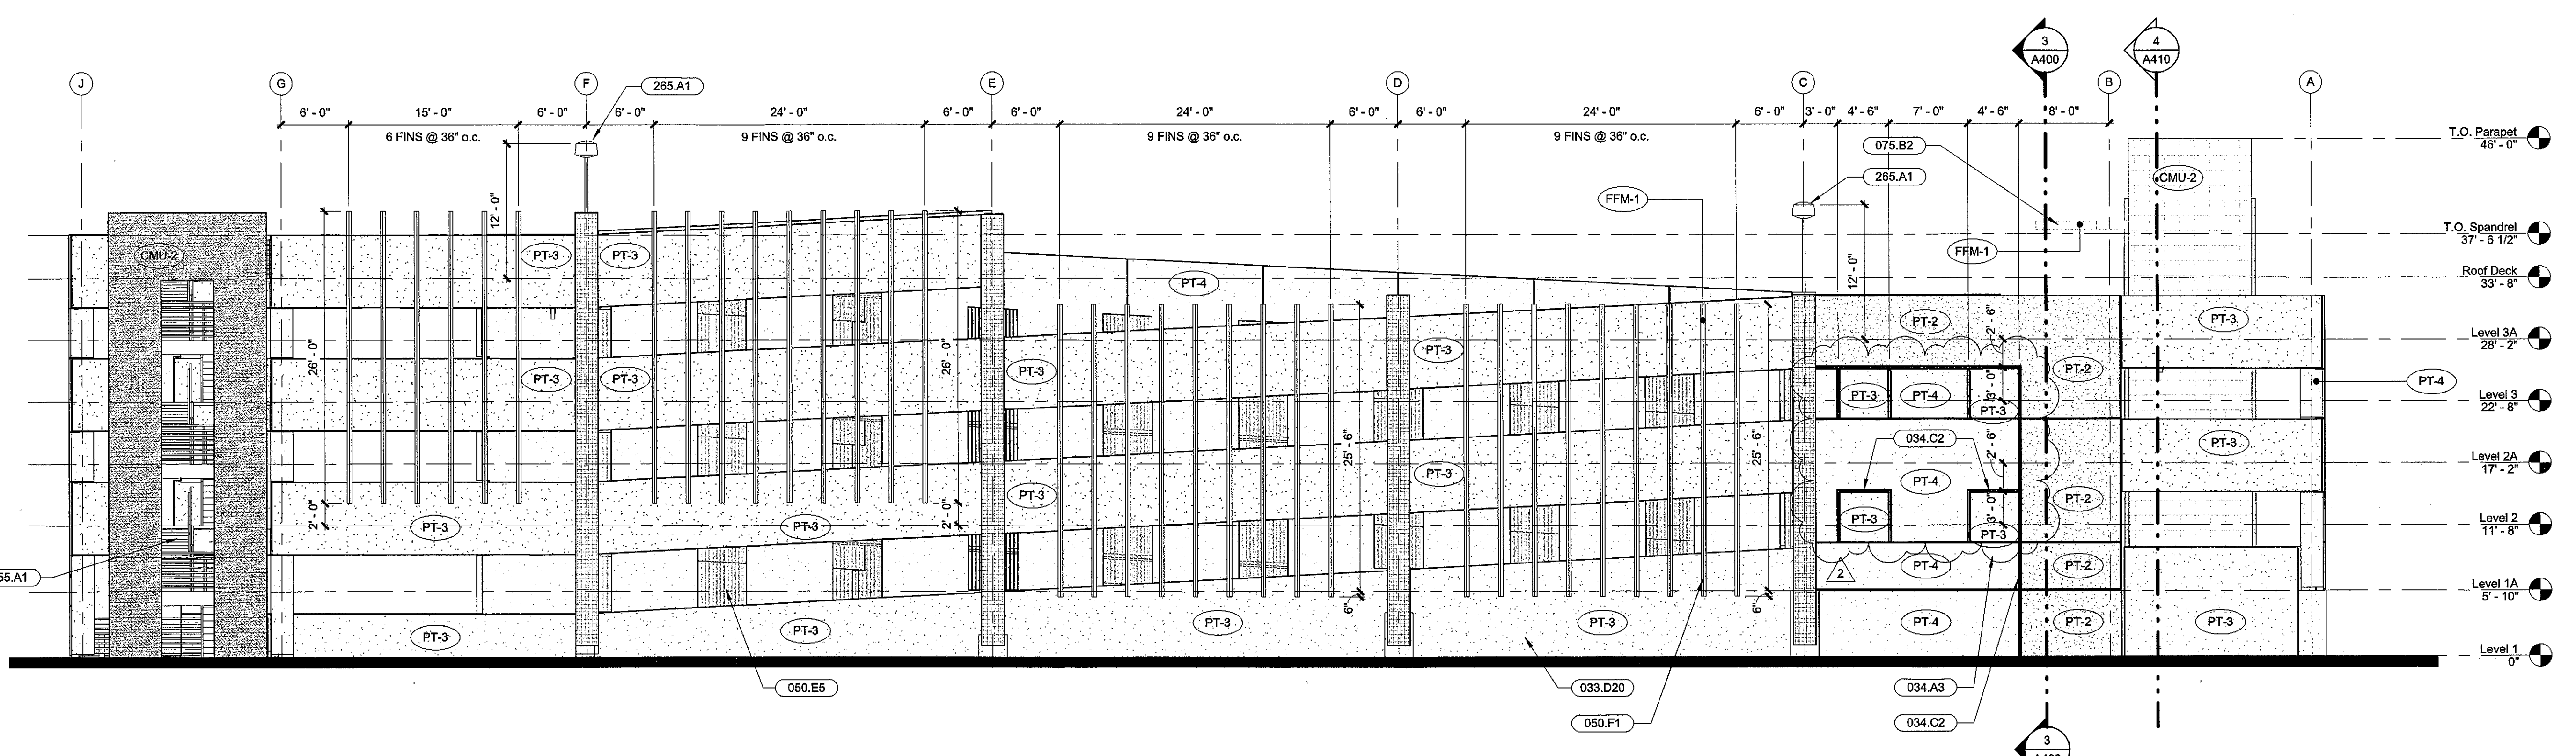 3
A400
4
A410
J
G
F
E
D
C
B
A
265.A1
6' - 0"
15' - 0"
6' - 0"
6' - 0"
24' - 0"
6' - 0"
6' - 0"
24' - 0"
6' - 0"
6' - 0"
24' - 0"
6' - 0"
3' - 0"
4' - 6"
7' - 0"
4' - 6"
8' - 0"
6 FINS @ 36" o.c.
9 FINS @ 36" o.c.
9 FINS @ 36" o.c.
9 FINS @ 36" o.c.
T.O. Parapet
46' - 0"
075.B2
265.A1
CMU-2
FFM-1
12' - 0"
T.O. Spandrel
37' - 6 1/2"
FFM-1
CMU-2
PT-3
PT-3
12' - 0"
Roof Deck
33' - 8"
PT-4
PT-2
2' - 6"
PT-3
Level 3A
28' - 2"
26' - 0"
26' - 0"
PT-3
PT-3
PT-3
PT-3
PT-2
PT-4
3' - 0"
PT-3
PT-4
PT-3
Level 3
22' - 8"
25' - 6"
25' - 6"
034.C2
2' - 6"
PT-3
Level 2A
17' - 2"
PT-3
PT-3
PT-4
PT-2
3' - 0"
PT-3
PT-3
Level 2
11' - 8"
2' - 0"
PT-3
PT-3
2' - 0"
55.A1
2
PT-4
PT-2
Level 1A
5' - 10"
6"
6"
PT-3
PT-3
PT-3
PT-3
PT-4
PT-2
PT-3
Level 1
0"
050.E5
033.D20
034.A3
050.F1
034.C2
3